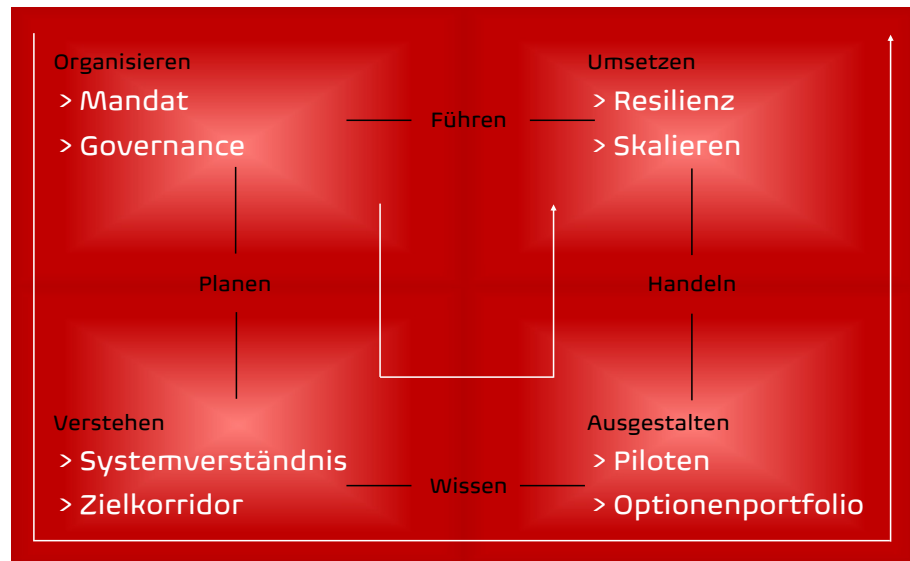 Organisieren
> Mandat
> Governance
Führen
Umsetzen
> Resilienz
> Skalieren
Planen
Handeln
Verstehen
> Systemverständnis
> Zielkorridor
Wissen
Ausgestalten
> Piloten
> Optionenportfolio